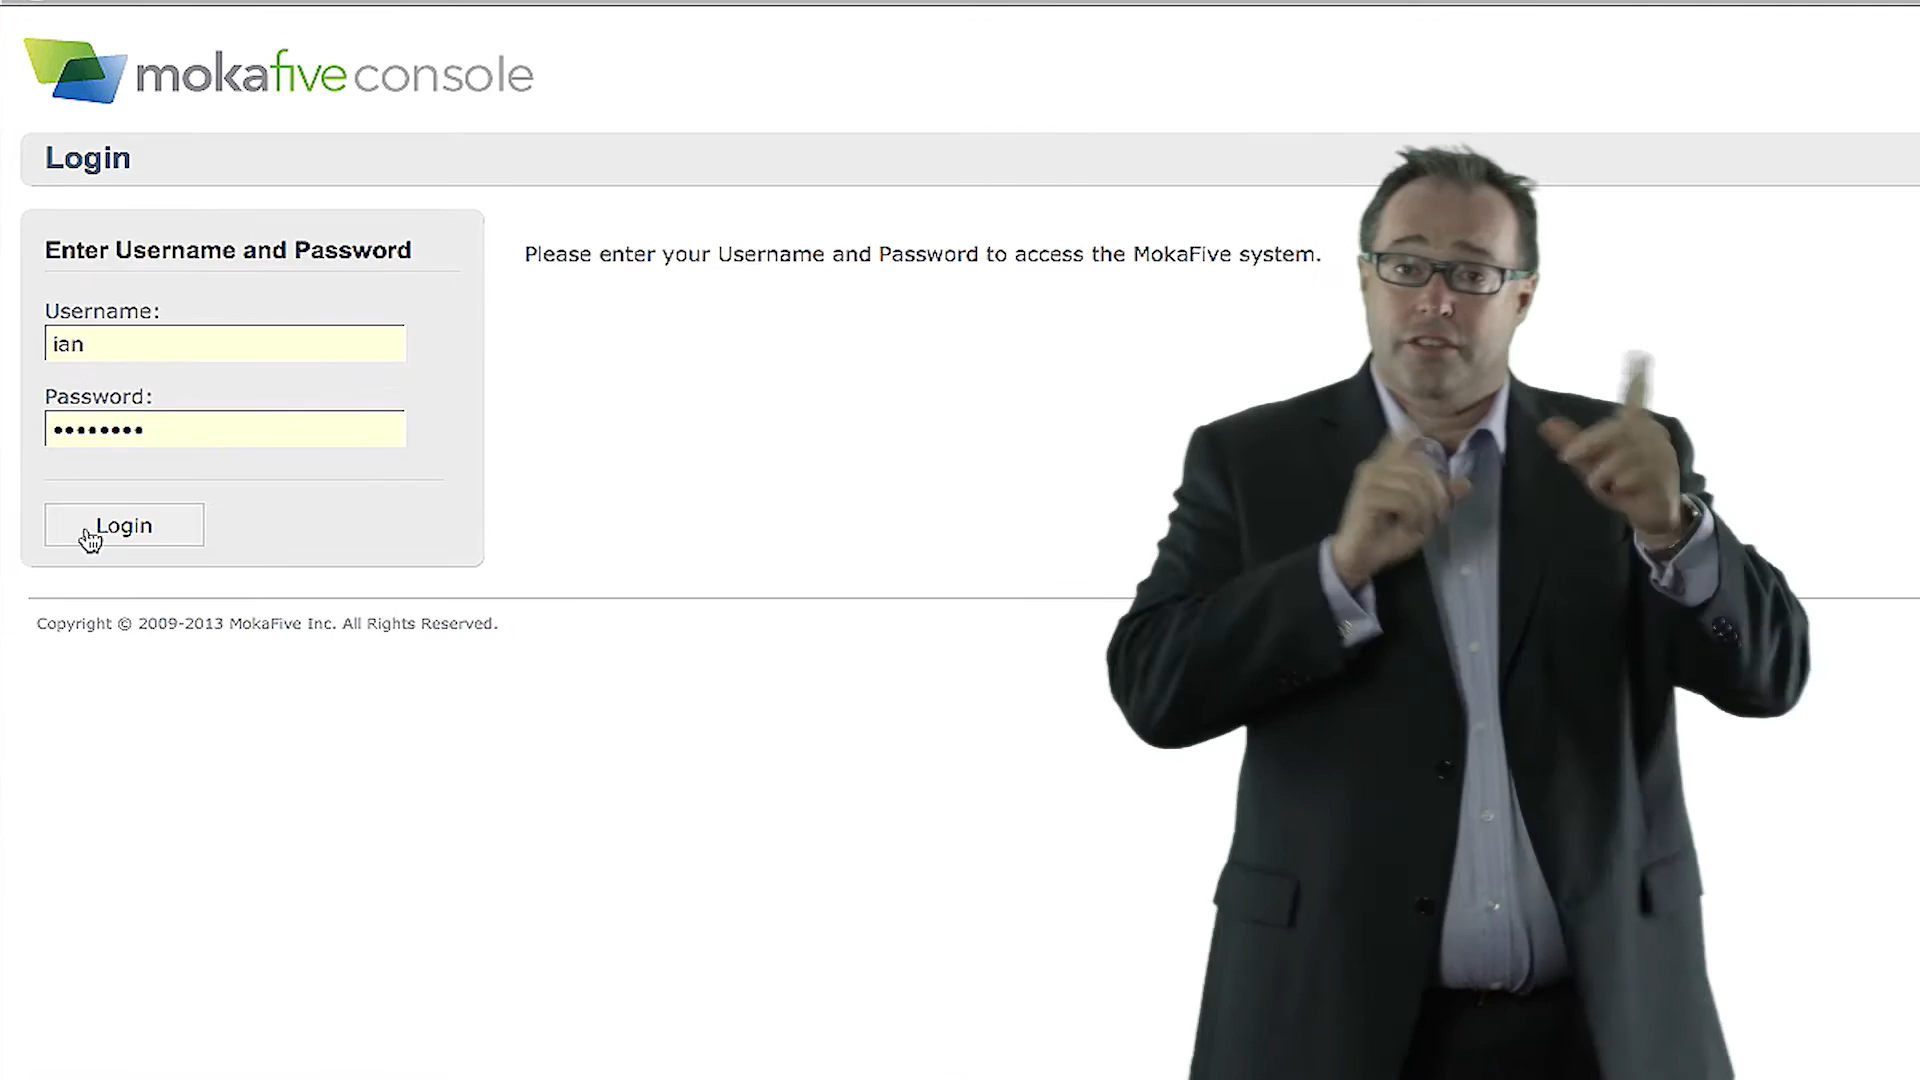 mokafive console
Login
Enter Username and Password
Please enter your Username and Password to access the MokaFive system.
Username:
ian
Password:
••••••••
Login
Copyright © 2009-2013 MokaFive Inc. All Rights Reserved.